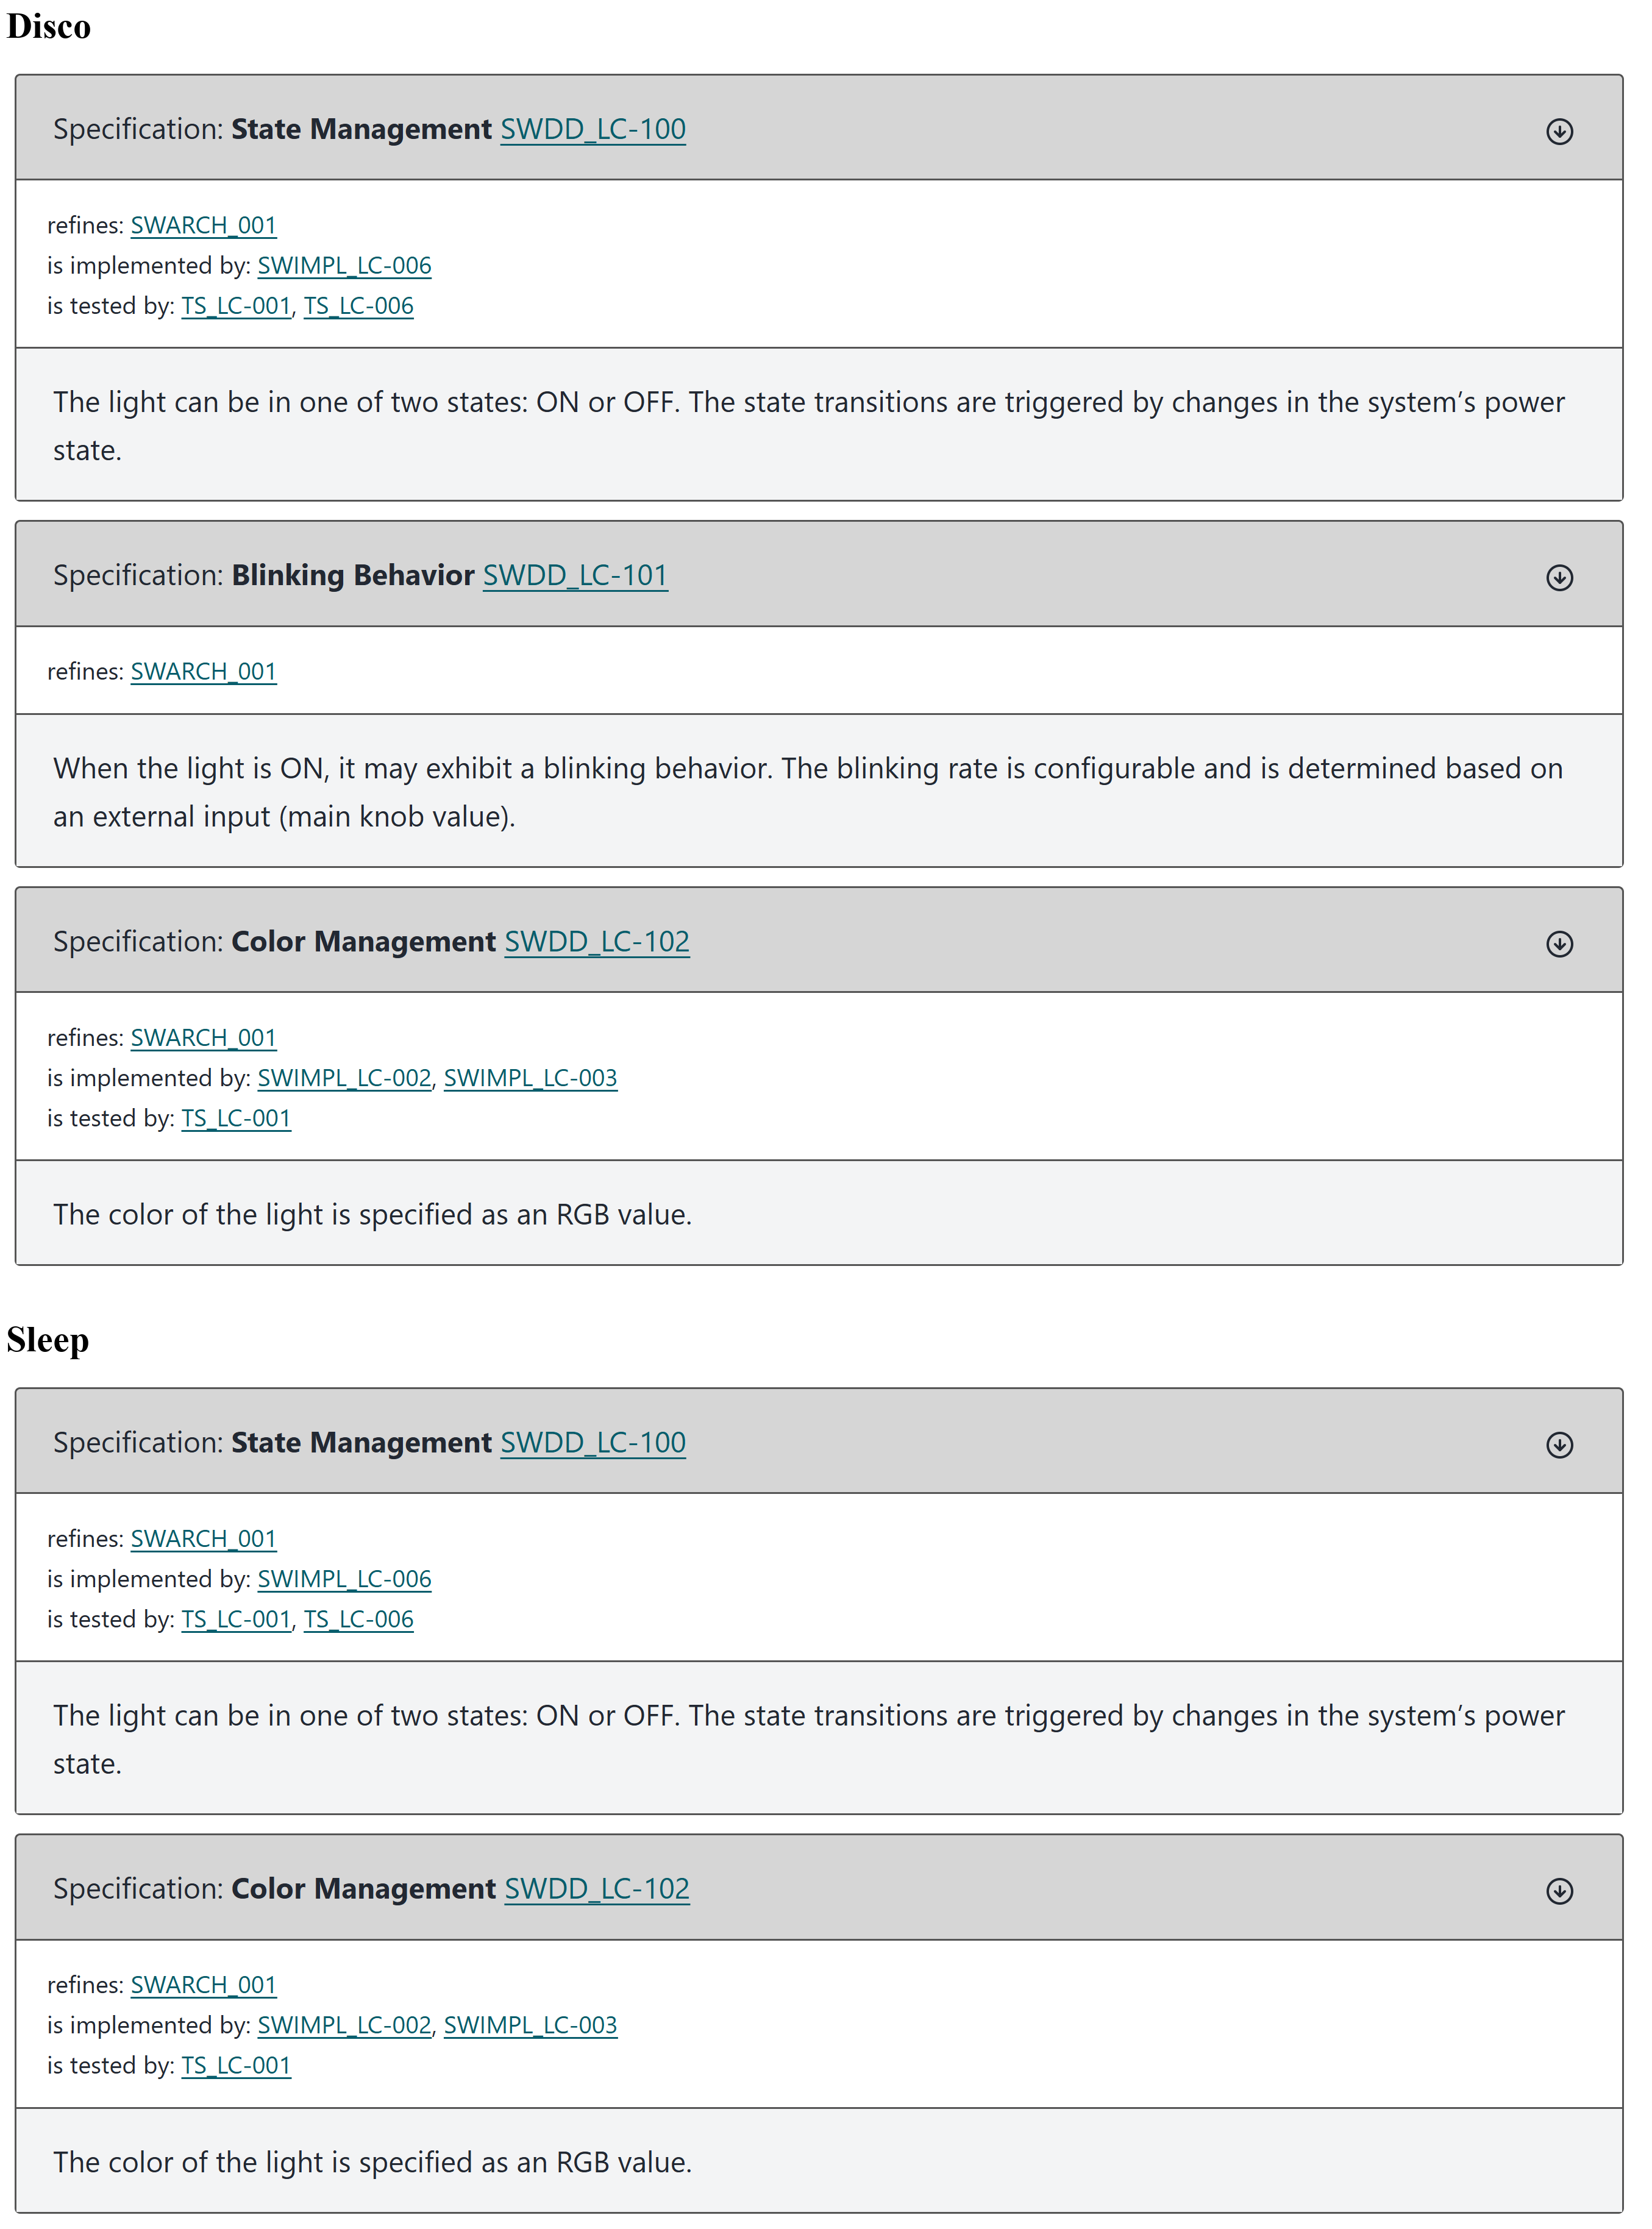 Disco
Specification: State Management SWDD_LC-100
refines: SWARCH_001
is implemented by: SWIMPL_LC-006
is tested by: TS_LC-001, TS_LC-006
The light can be in one of two states: ON or OFF. The state transitions are triggered by changes in the system’s power
state.
Specification: Blinking Behavior SWDD_LC-101
refines: SWARCH_001
When the light is ON, it may exhibit a blinking behavior. The blinking rate is configurable and is determined based on
an external input (main knob value).
Specification: Color Management SWDD_LC-102
refines: SWARCH_001
is implemented by: SWIMPL_LC-002, SWIMPL_LC-003
is tested by: TS_LC-001
The color of the light is specified as an RGB value.
Sleep
Specification: State Management SWDD_LC-100
refines: SWARCH_001
is implemented by: SWIMPL_LC-006
is tested by: TS_LC-001, TS_LC-006
The light can be in one of two states: ON or OFF. The state transitions are triggered by changes in the system’s power
state.
Specification: Color Management SWDD_LC-102
refines: SWARCH_001
is implemented by: SWIMPL_LC-002, SWIMPL_LC-003
is tested by: TS_LC-001
The color of the light is specified as an RGB value.